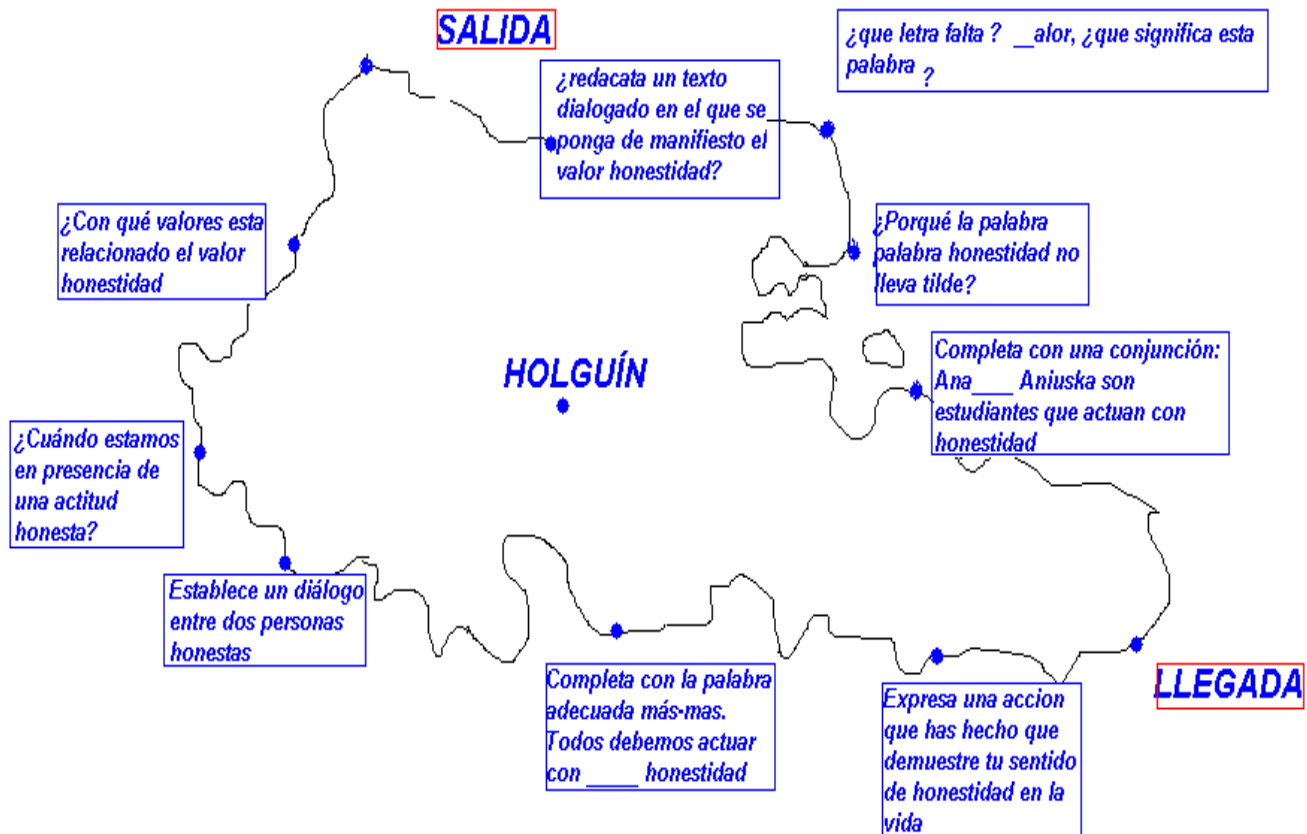 SALIDA
¿que letra falta ? __alor, ¿que significa esta
palabra ?
¿redacata un texto
dialogado en el que se
ponga de manifiesto el
valor honestidad?
¿Con qué valores esta
relacionado el valor
honestidad
¿Porqué la palabra
palabra honestidad no
lleva tilde?
HOLGUÍN
Completa con una conjunción:
Ana____ Aniuska son
estudiantes que actuan con
honestidad
¿Cuándo estamos
en presencia de
una actitud
honesta?
Establece un diálogo
entre dos personas
honestas
Completa con la palabra
adecuada más-mas.
Todos debemos actuar
con _____ honestidad
Expresa una accion
que has hecho que
demuestre tu sentido
de honestidad en la
vida
LLEGADA